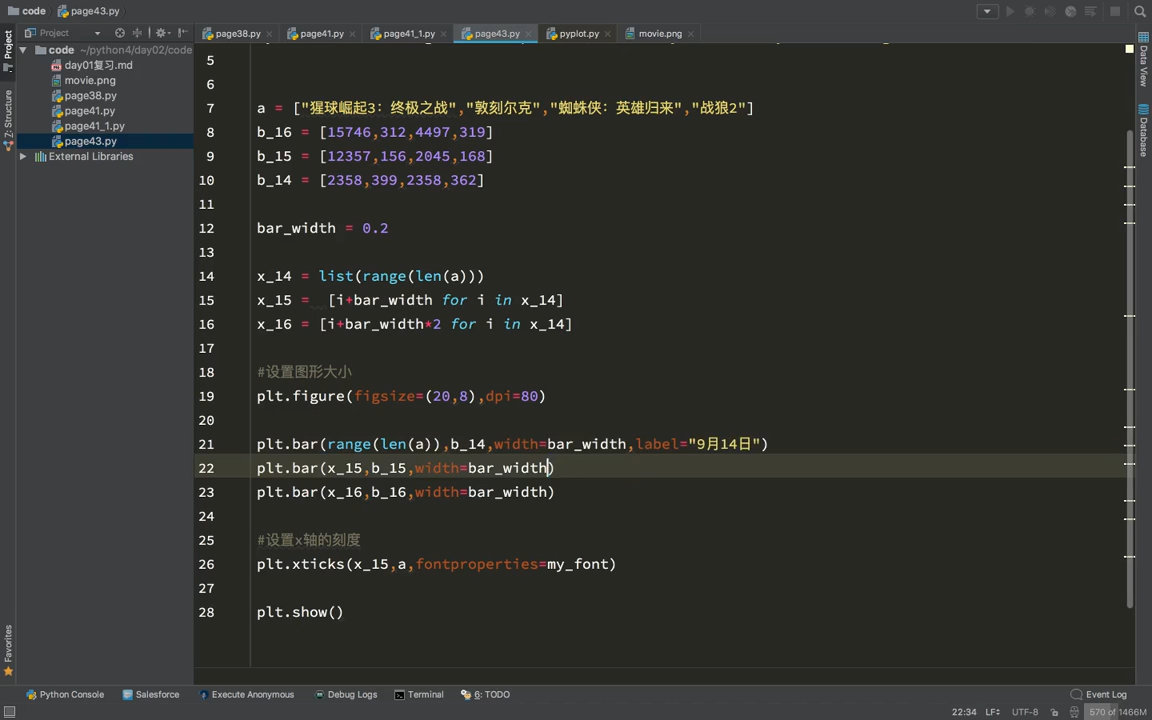 code page43.py
Project
page38.py
page41.py
page41_1.py
page43.py
pyplot.py
movie.png
code ~/python4/day02/code
day01复习.md
movie.png
page38.py
page41.py
page41_1.py
page43.py
External Libraries
Project
Z: Structure
Favorites
Data View
Database
5
6
7 a = ["猩球崛起3：终极之战","敦刻尔克","蜘蛛侠：英雄归来","战狼2"]
8 b_16 = [15746,312,4497,319]
9 b_15 = [12357,156,2045,168]
10 b_14 = [2358,399,2358,362]
11
12 bar_width = 0.2
13
14 x_14 = list(range(len(a)))
15 x_15 =  [i+bar_width for i in x_14]
16 x_16 = [i+bar_width*2 for i in x_14]
17
18 #设置图形大小
19 plt.figure(figsize=(20,8),dpi=80)
20
21 plt.bar(range(len(a)),b_14,width=bar_width,label="9月14日")
22 plt.bar(x_15,b_15,width=bar_width)
23 plt.bar(x_16,b_16,width=bar_width)
24
25 #设置x轴的刻度
26 plt.xticks(x_15,a,fontproperties=my_font)
27
28 plt.show()
Python Console Salesforce Execute Anonymous Debug Logs Terminal 6: TODO Event Log
22:34 LF UTF-8 570 of 1466M